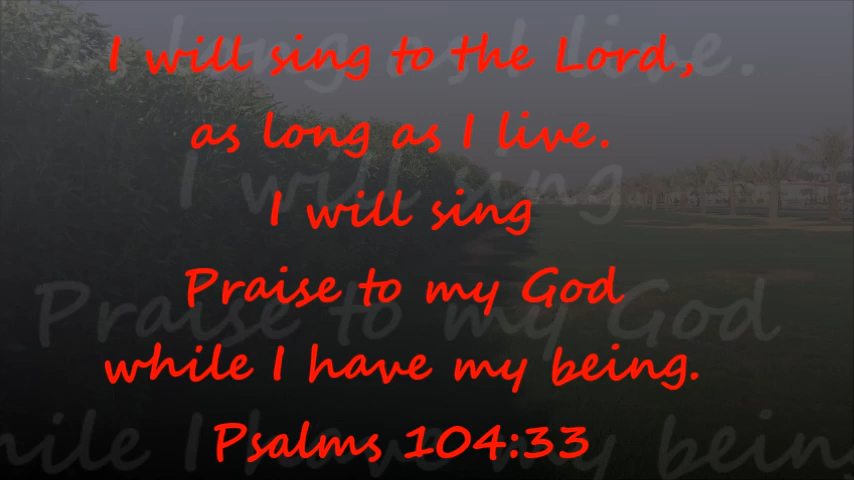 I will sing to the Lord,
as long as I live.
I will sing
Praise to my God
while I have my being.
Psalms 104:33